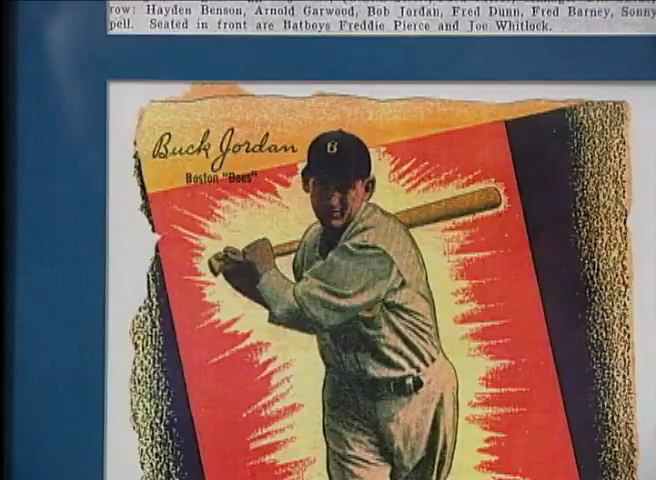 row: Hayden Benson, Arnold Garwood, Bob Jordan, Fred Dunn, Fred Barney, Sonny
pell. Seated in front are Batboys Freddie Pierce and Joe Whitlock.
Buck Jordan
Boston "Bees"
B